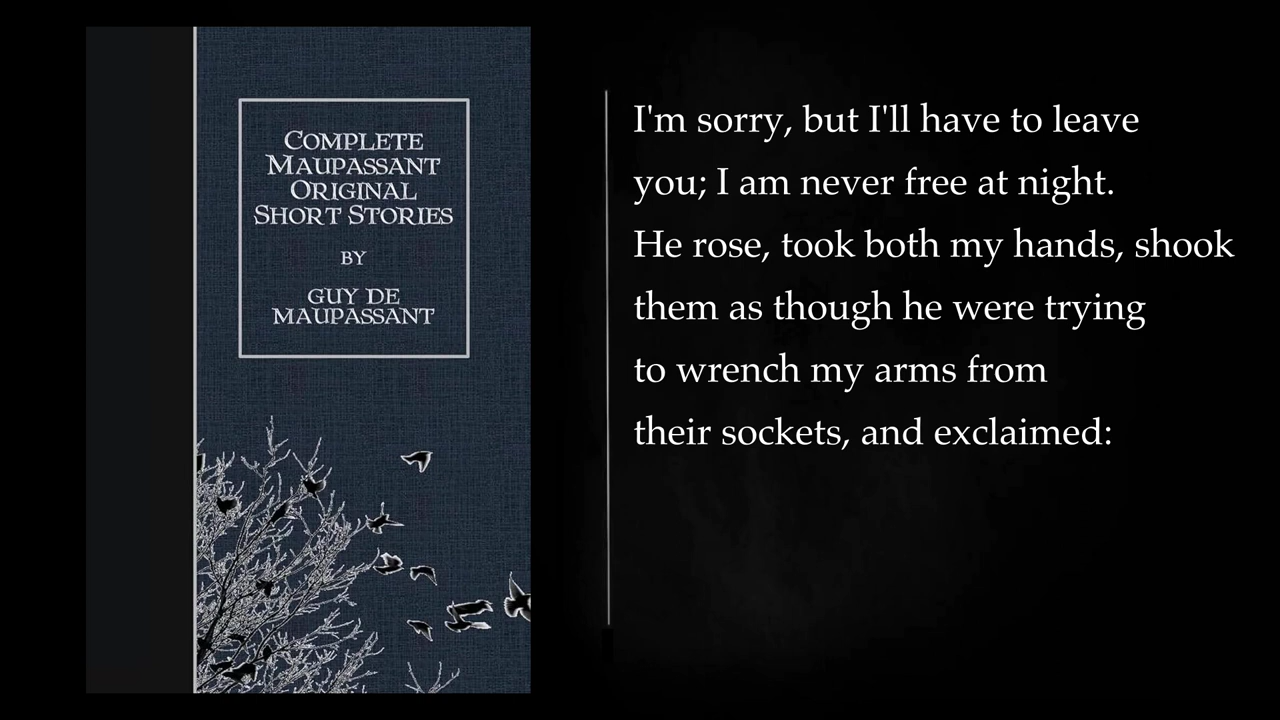 COMPLETE
MAUPASSANT
ORIGINAL
SHORT STORIES
BY
GUY DE
MAUPASSANT
I'm sorry, but I'll have to leave
you; I am never free at night.
He rose, took both my hands, shook
them as though he were trying
to wrench my arms from
their sockets, and exclaimed: